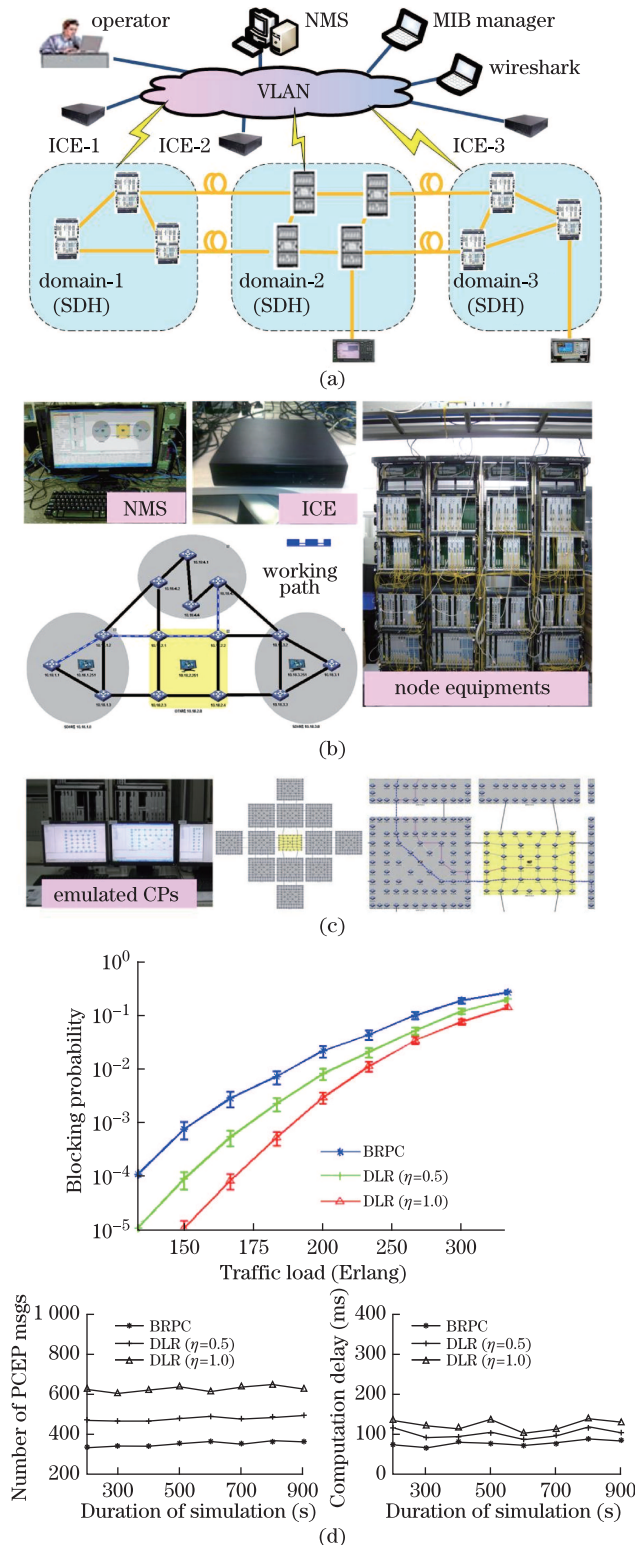 operator
NMS
MIB manager
wireshark
VLAN
ICE-1
ICE-2
ICE-3
domain-1
(SDH)
domain-2
(SDH)
domain-3
(SDH)
(a)
NMS
ICE
working
path
node equipments
(b)
emulated CPs
(c)
Blocking probability
10^0
10^-1
10^-2
10^-3
10^-4
10^-5
BRPC
DLR (η=0.5)
DLR (η=1.0)
150
175
200
225
250
275
300
Traffic load (Erlang)
Number of PCEP msgs
1 000
800
600
400
200
BRPC
DLR (η=0.5)
DLR (η=1.0)
300
500
700
900
Duration of simulation (s)
Computation delay (ms)
400
300
200
100
0
BRPC
DLR (η=0.5)
DLR (η=1.0)
300
500
700
900
Duration of simulation (s)
(d)